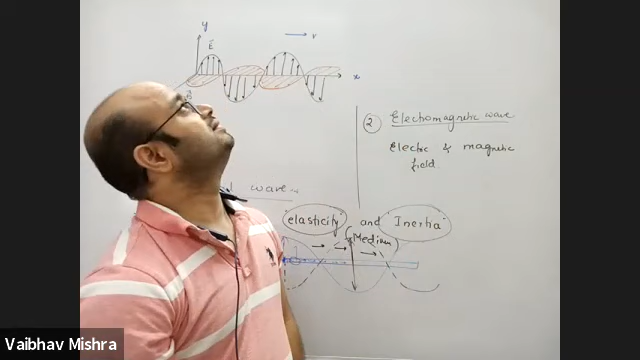 y
E
v
x
B
② Electromagnetic wave
Electric & magnetic
field.
wave
elasticity and Inertia
(Medium)
Vaibhav Mishra